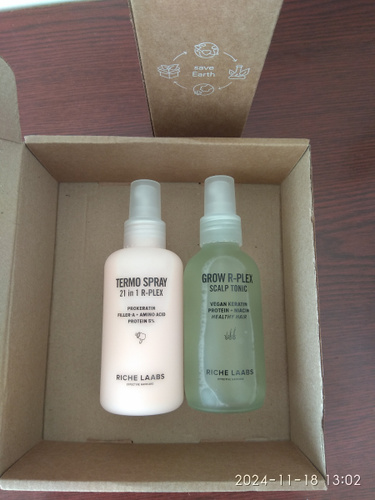 save
Earth
TERMO SPRAY
21 in 1 R-PLEX
PROKERATIN
FILLER-A + AMINO ACID
PROTEIN 5%
RICHE LAABS
GROW R-PLEX
SCALP TONIC
VEGAN KERATIN
PROTEIN + NIACIN
HEALTHY HAIR
RICHE LAABS
2024-11-18 13:02